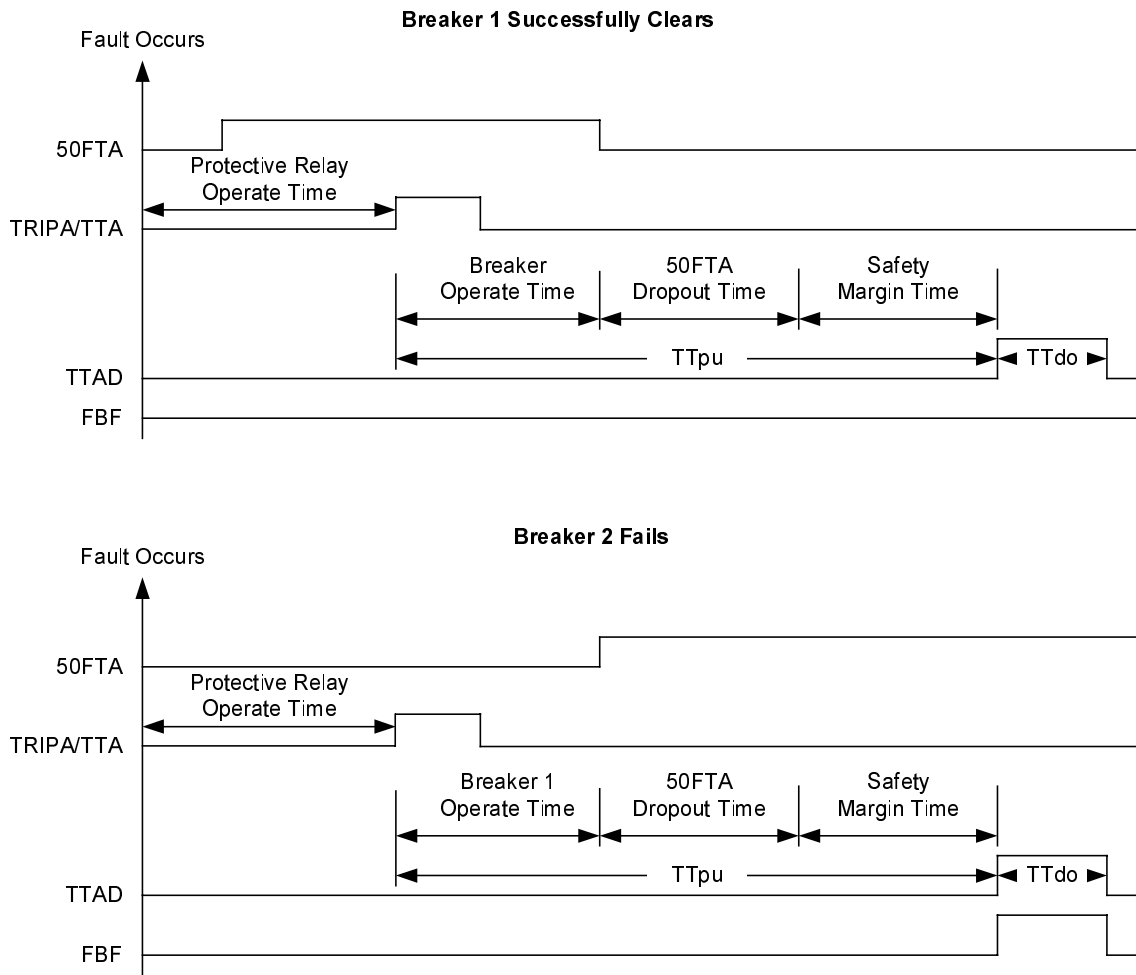 Breaker 1 Successfully Clears
Fault Occurs
50FTA
Protective Relay
Operate Time
TRIPA/TTA
Breaker
Operate Time
50FTA
Dropout Time
Safety
Margin Time
TTpu
TTdo
TTAD
FBF
Breaker 2 Fails
Fault Occurs
50FTA
Protective Relay
Operate Time
TRIPA/TTA
Breaker 1
Operate Time
50FTA
Dropout Time
Safety
Margin Time
TTpu
TTdo
TTAD
FBF